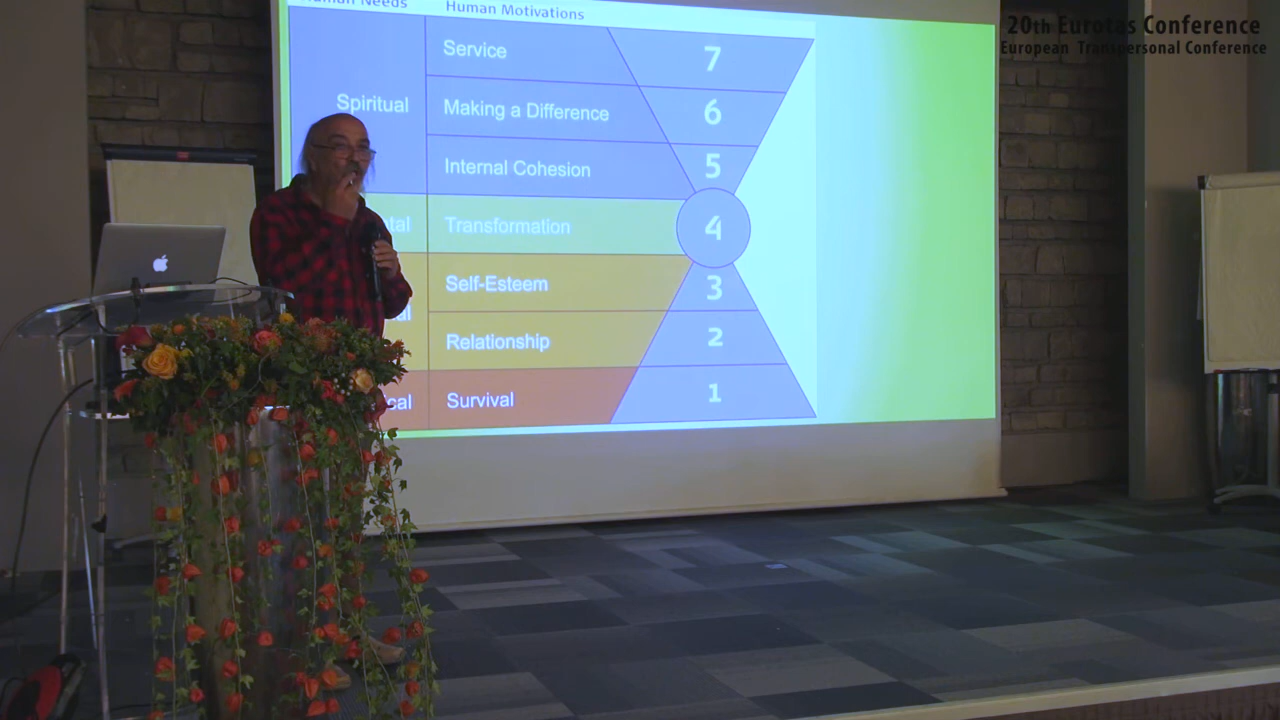 Needs Human Motivations
Service 7
Spiritual Making a Difference 6
Internal Cohesion 5
Transformation 4
Self-Esteem 3
Relationship 2
Survival 1
20th Eurotas Conference
European Transpersonal Conference